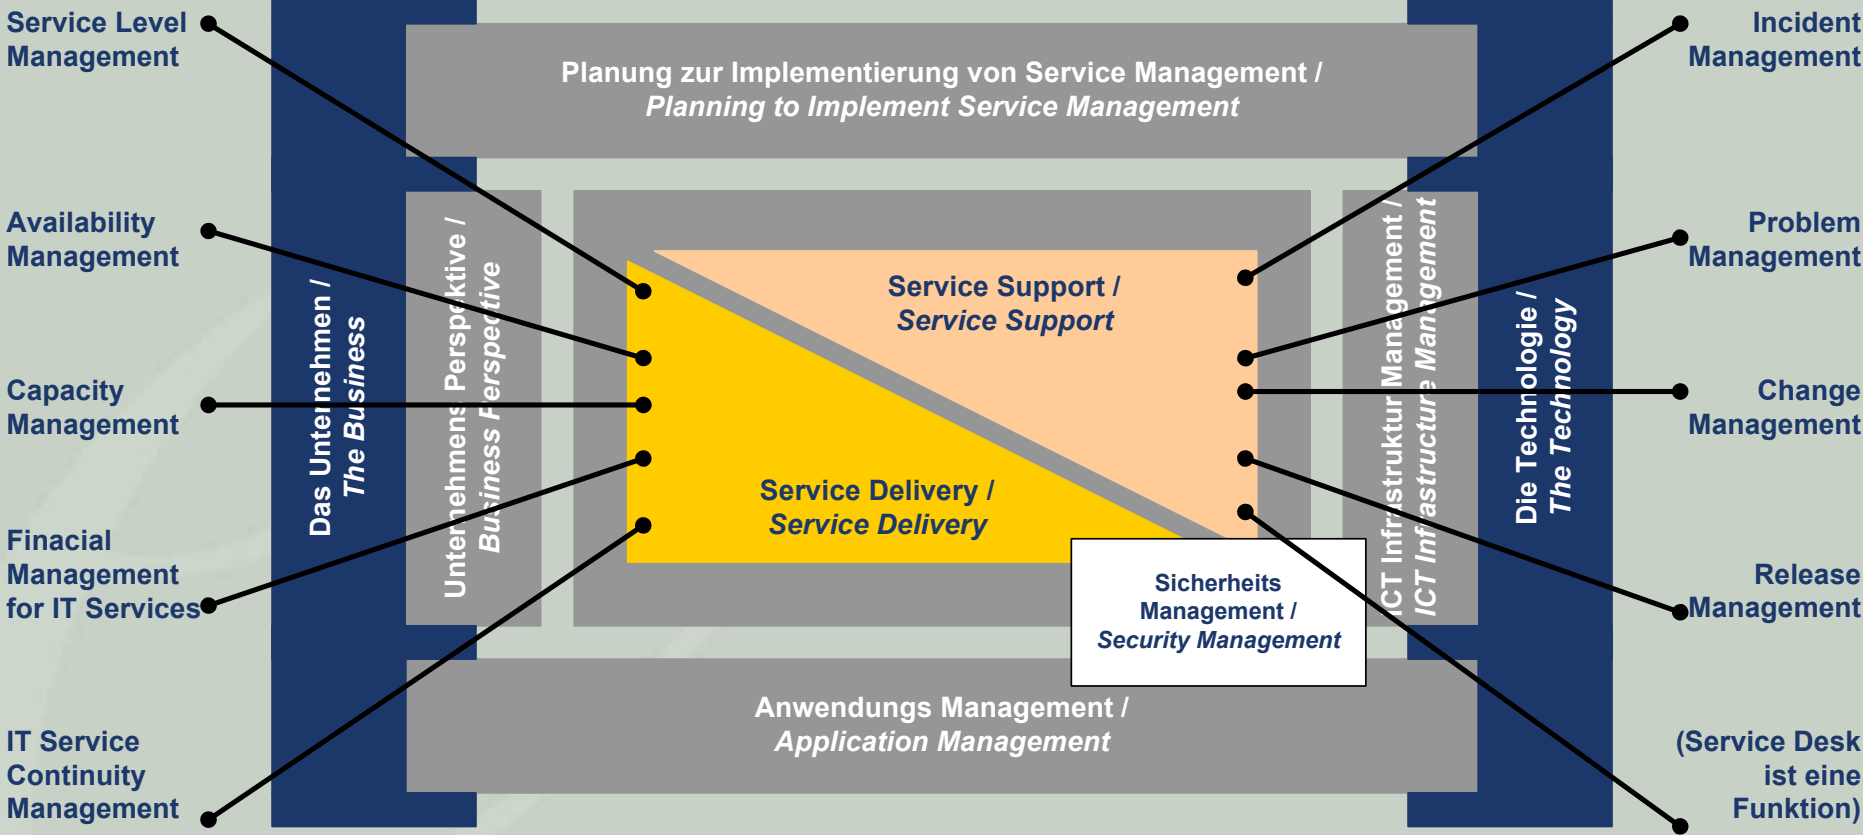 Service Level
Management
Availability
Management
Capacity
Management
Finacial
Management
for IT Services
IT Service
Continuity
Management
Das Unternehmen /
The Business
Planung zur Implementierung von Service Management /
Planning to Implement Service Management
Unternehmens Perspektive /
Business Perspective
Service Support /
Service Support
Service Delivery /
Service Delivery
Sicherheits
Management /
Security Management
ICT Infrastruktur Management /
ICT Infrastructure Management
Anwendungs Management /
Application Management
Die Technologie /
The Technology
Incident
Management
Problem
Management
Change
Management
Release
Management
(Service Desk
ist eine
Funktion)